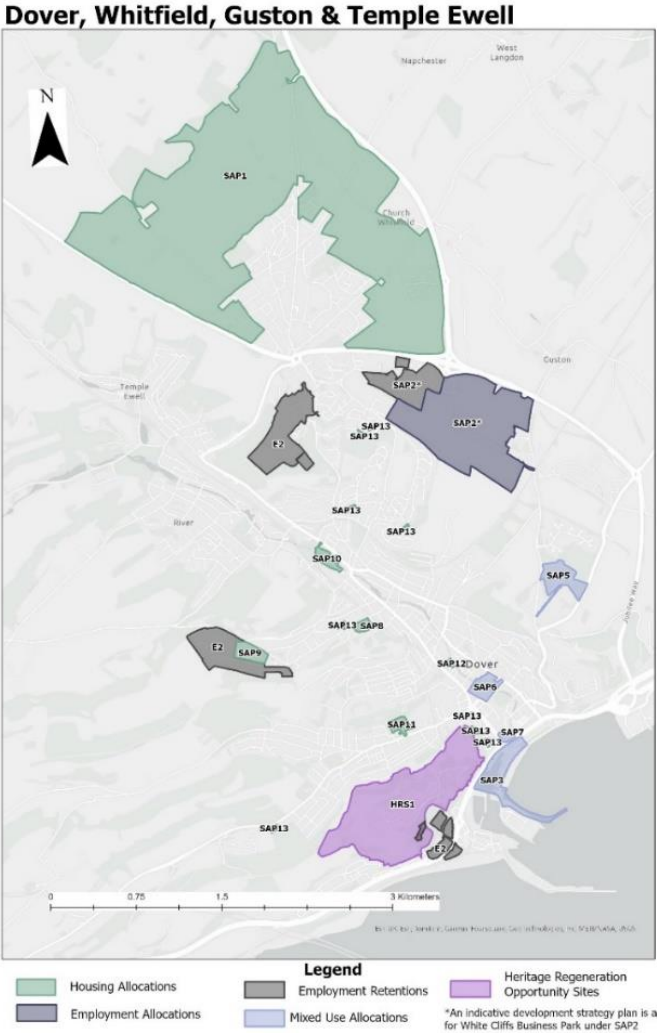 Dover, Whitfield, Guston & Temple Ewell
West
Langdon
Napchester
N
SAP1
Church
Whitfield
Guston
Temple
Ewell
SAP2*
SAP2*
SAP13
SAP13
E2
SAP13
River
SAP13
SAP10
SAP5
Jubilee Way
SAP13
SAP8
E2
SAP9
SAP12
Dover
SAP6
SAP11
SAP13
SAP13
SAP7
SAP13
SAP3
HRS1
SAP13
E2
0 0.75 1.5 3 Kilometers
Legend
Housing Allocations
Employment Retentions
Heritage Regeneration
Opportunity Sites
Employment Allocations
Mixed Use Allocations
*An indicative development strategy plan is a
for White Cliffs Business Park under SAP2